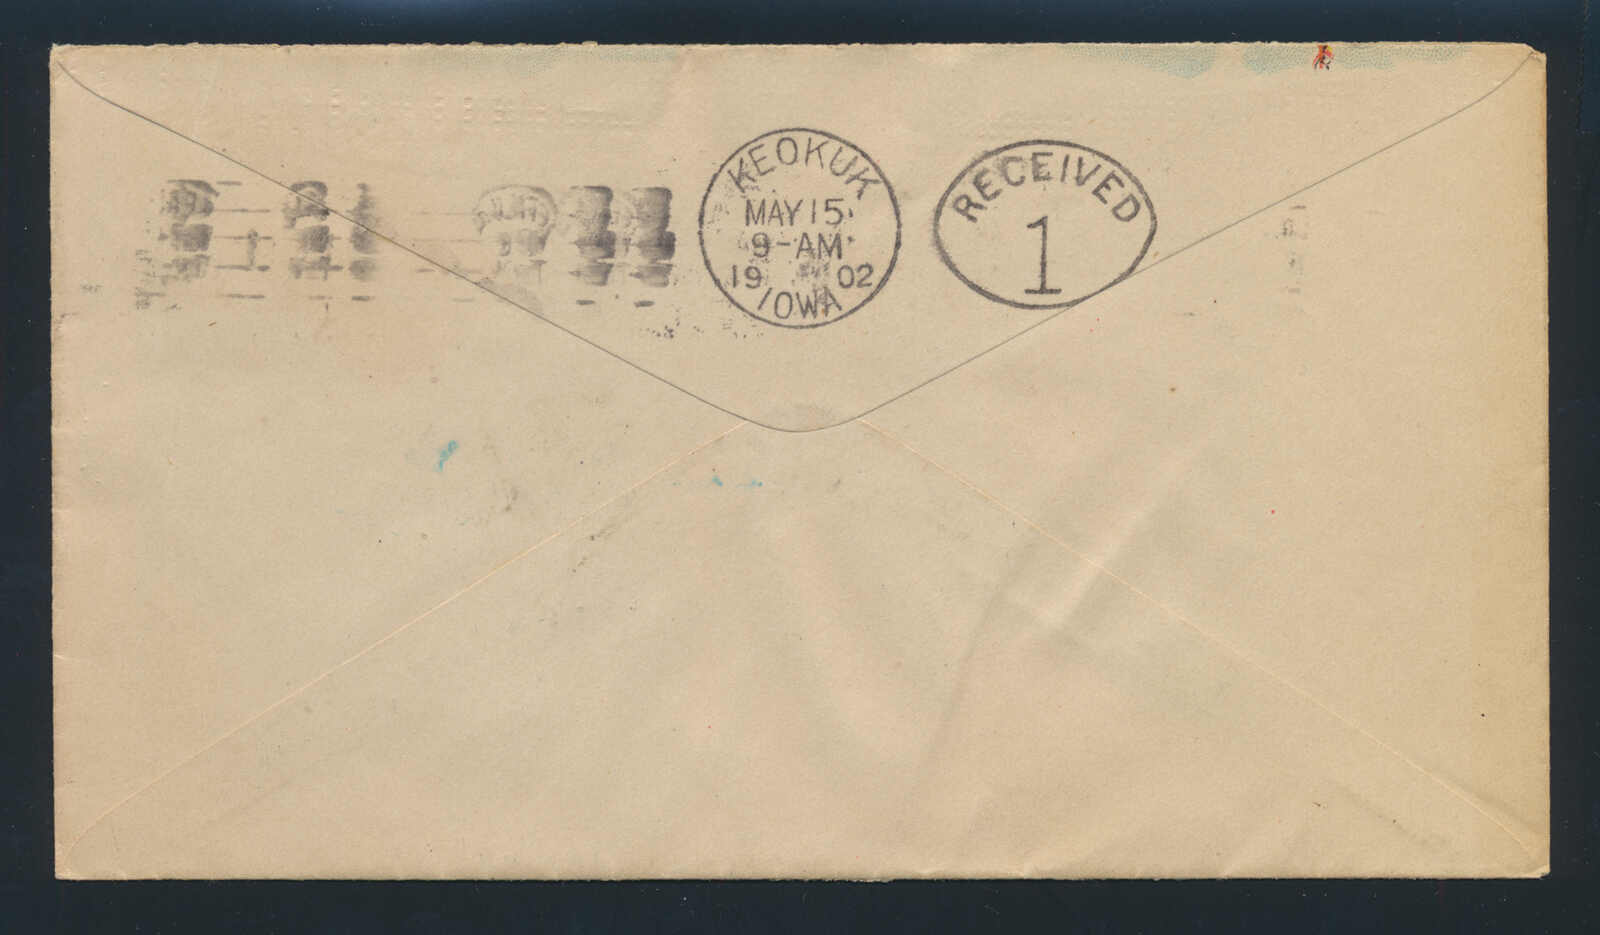 KEOKUK
MAY 15
9-AM
19 02
IOWA
RECEIVED
1